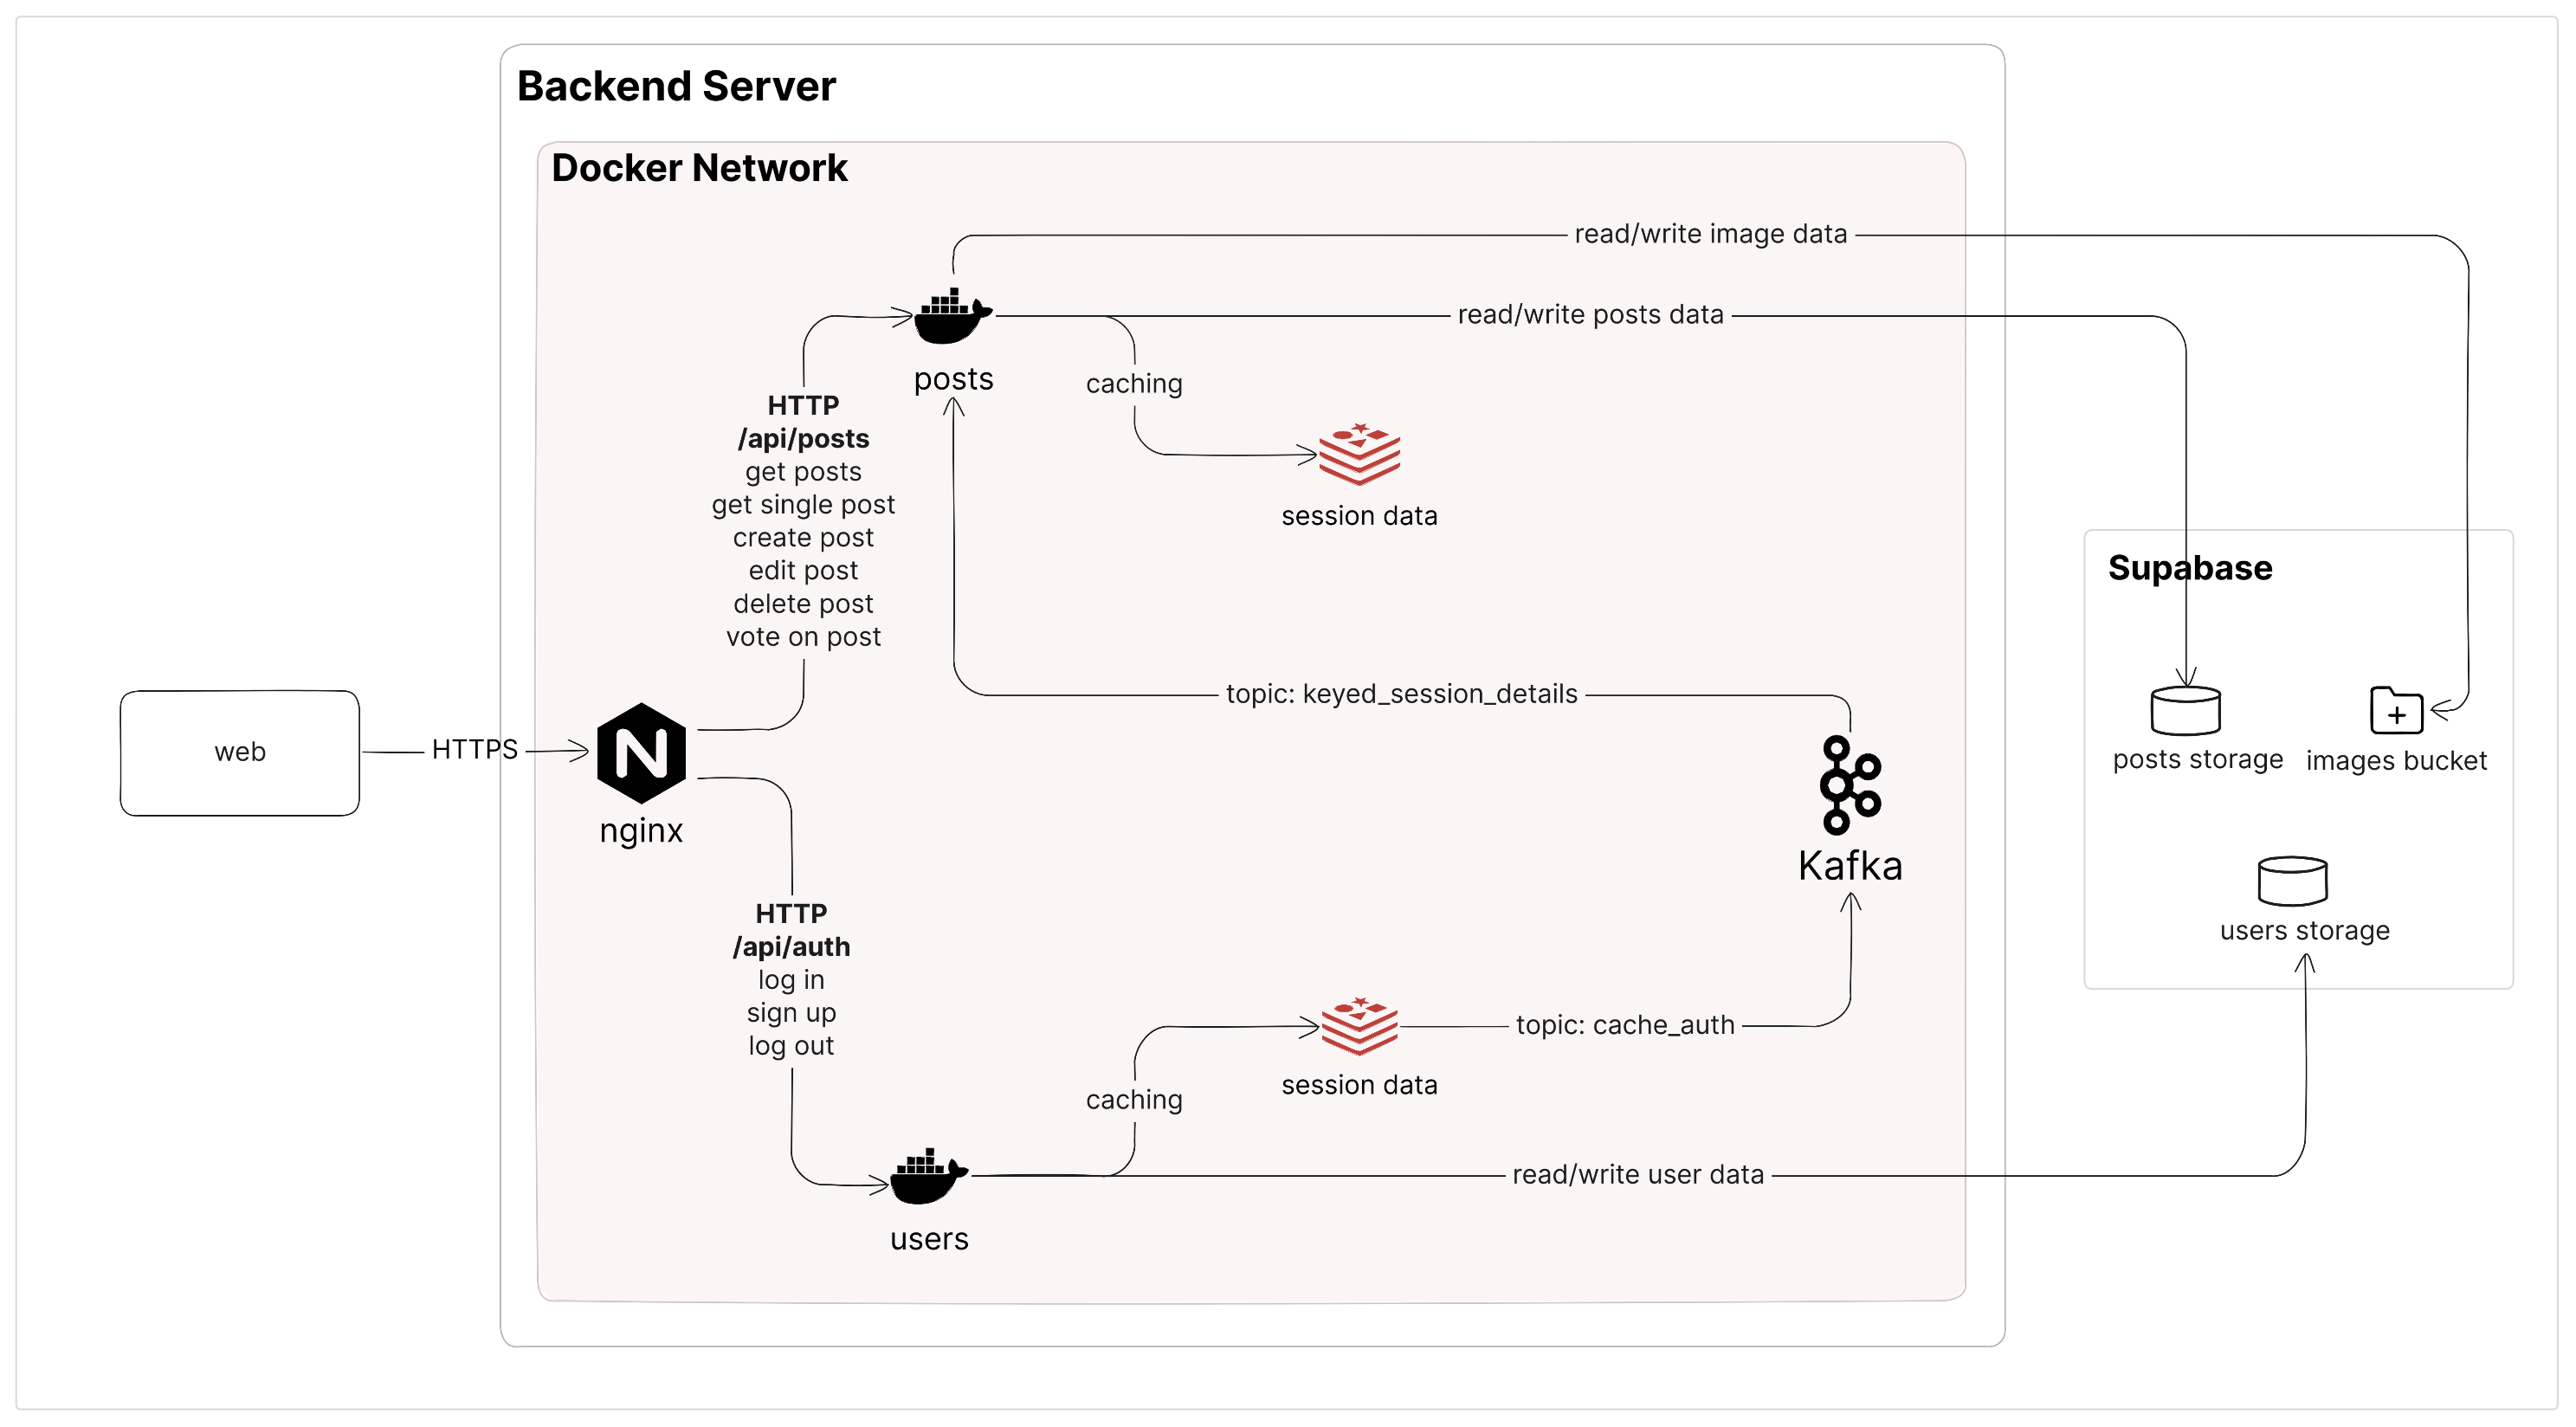 Backend Server
Docker Network
read/write image data
read/write posts data
posts
caching
HTTP
/api/posts
get posts
get single post
create post
edit post
delete post
vote on post
session data
Supabase
topic: keyed_session_details
web
HTTPS
nginx
posts storage
images bucket
Kafka
HTTP
/api/auth
log in
sign up
log out
users storage
topic: cache_auth
session data
caching
read/write user data
users